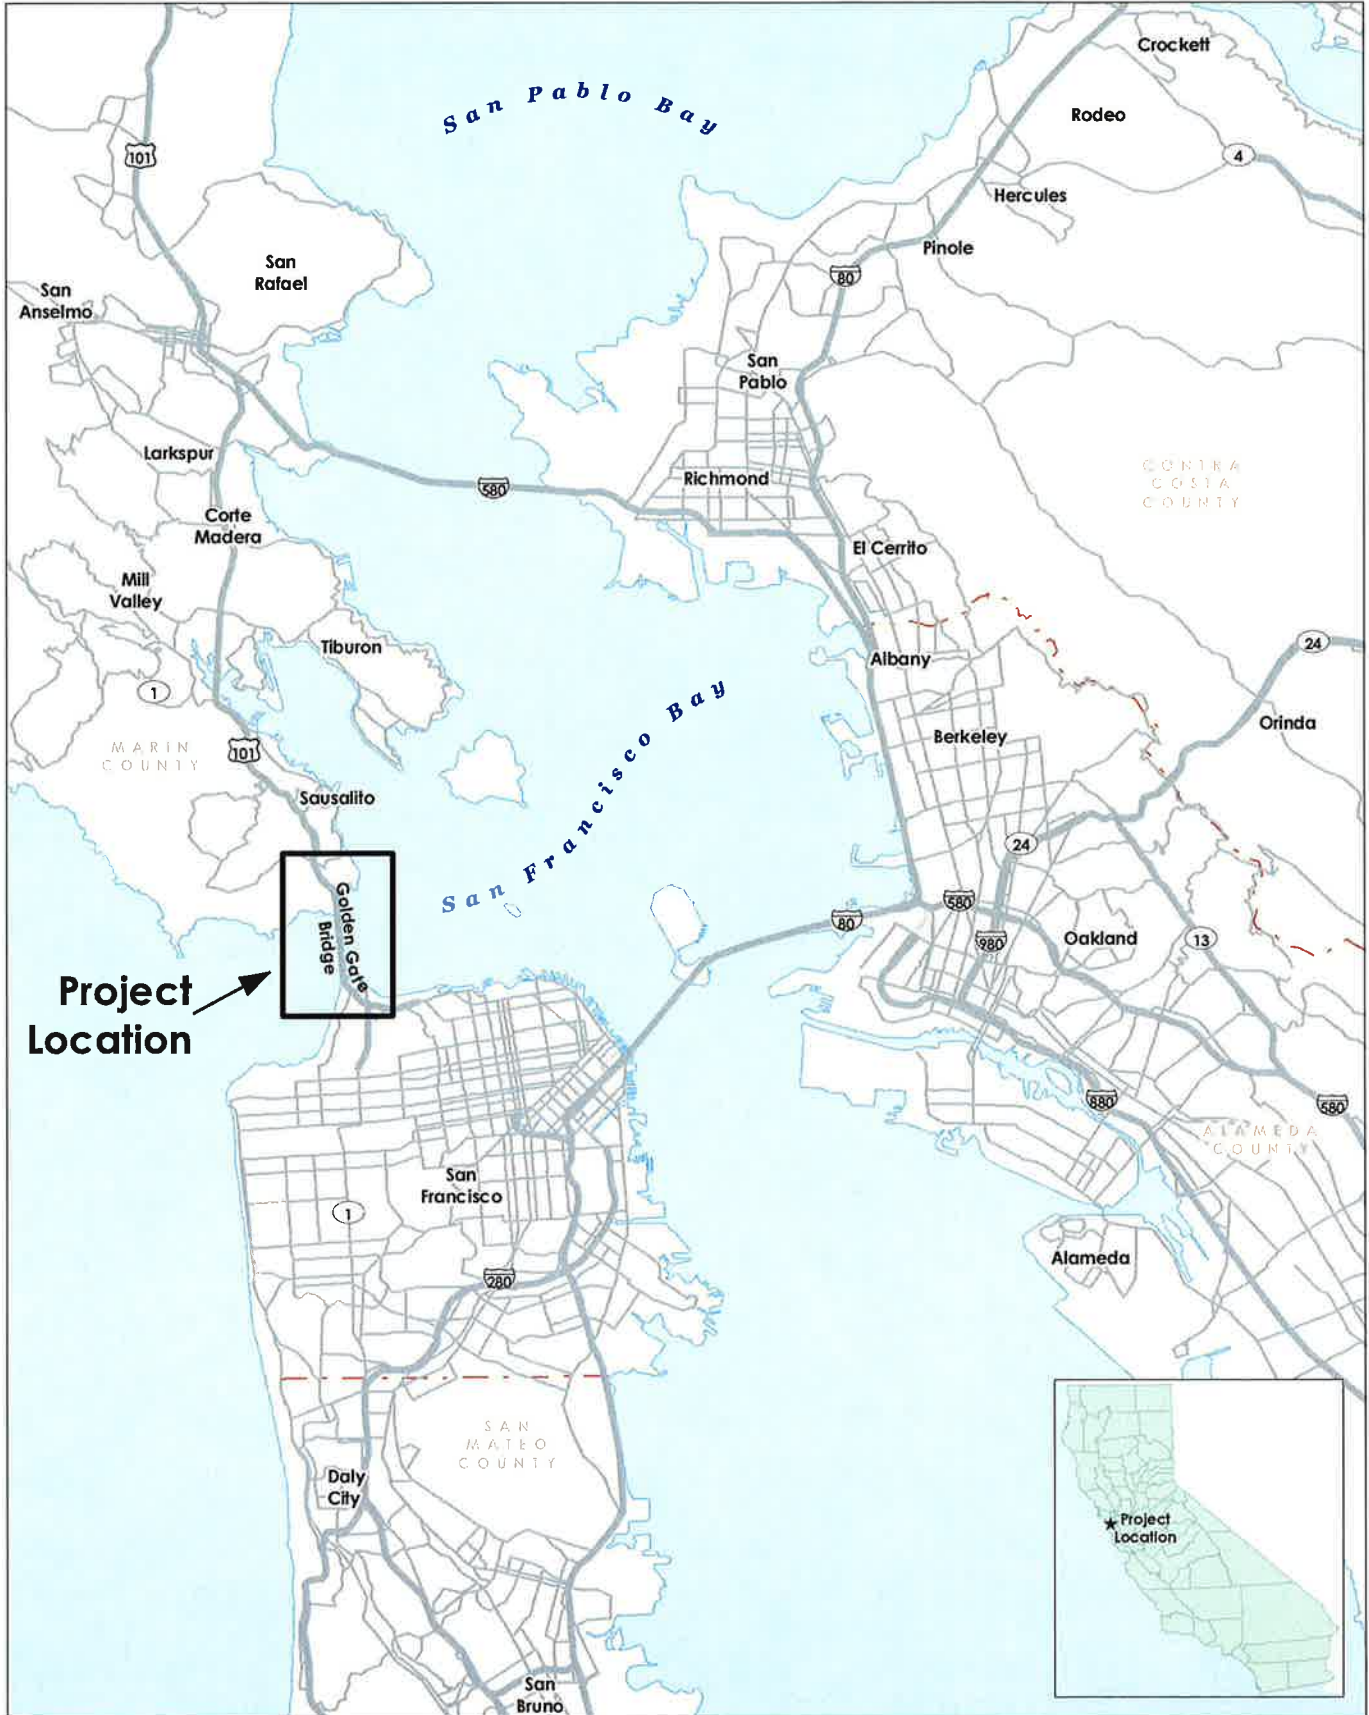 Crockett
San Pablo Bay
Rodeo
101
4
Hercules
Pinole
San
Rafael
80
San
Anselmo
San
Pablo
Larkspur
CONTRA
COSTA
COUNTY
Richmond
580
Corte
Madera
El Cerrito
Mill
Valley
Tiburon
24
Albany
1
San Francisco Bay
Orinda
Berkeley
MARIN
COUNTY
101
Sausalito
24
Golden Gate
Bridge
580
80
980
Oakland
13
Project
Location
880
580
ALAMEDA
COUNTY
San
Francisco
1
Alameda
280
SAN
MATEO
COUNTY
Daly
City
Project
Location
San
Bruno